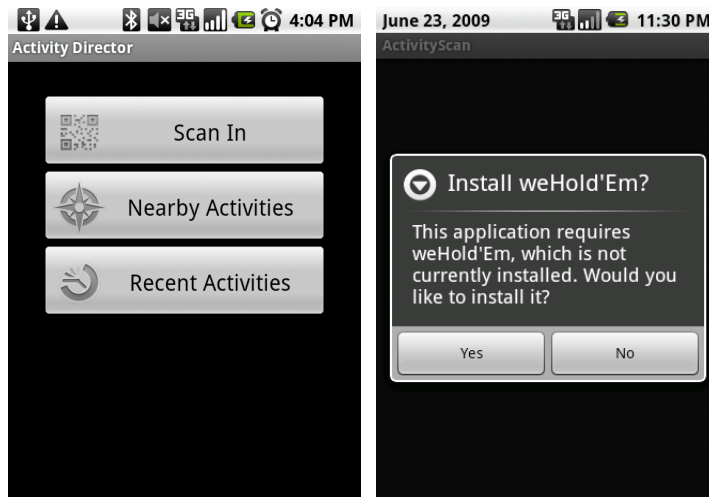 3G 4:04 PM
Activity Director
Scan In
Nearby Activities
Recent Activities
June 23, 2009 3G 11:30 PM
ActivityScan
Install weHold'Em?
This application requires
weHold'Em, which is not
currently installed. Would you
like to install it?
Yes No